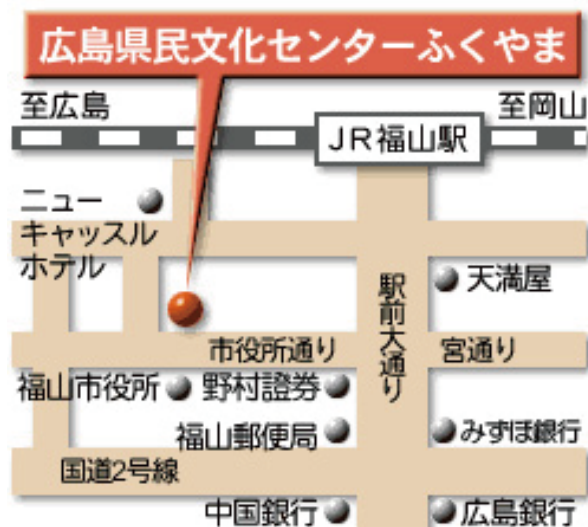 広島県民文化センターふくやま
至広島
至岡山
JR福山駅
ニュー
キャッスル
ホテル
天満屋
駅前大通り
市役所通り
宮通り
福山市役所
野村證券
福山郵便局
みずほ銀行
国道2号線
中国銀行
広島銀行